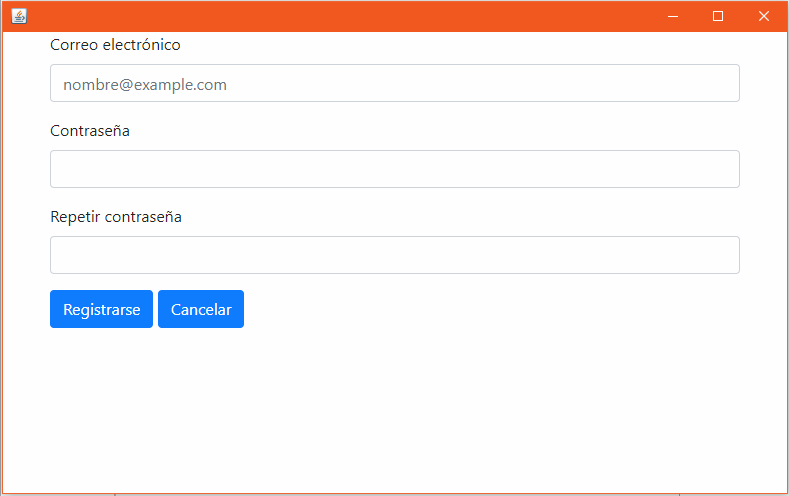 Correo electrónico
nombre@example.com
Contraseña
Repetir contraseña
Registrarse Cancelar